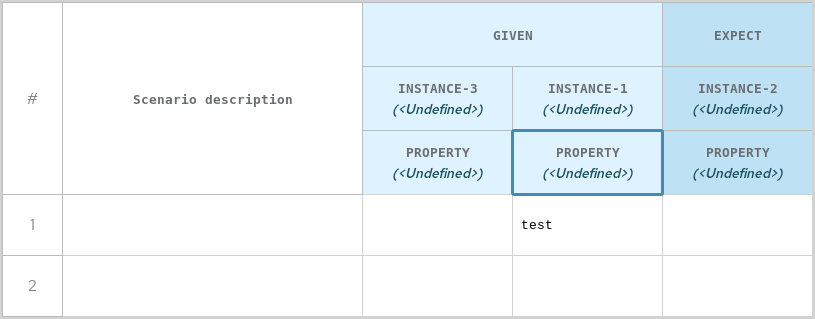 GIVEN EXPECT
# Scenario description INSTANCE-3 INSTANCE-1 INSTANCE-2
(<Undefined>) (<Undefined>) (<Undefined>)
PROPERTY PROPERTY PROPERTY
(<Undefined>) (<Undefined>) (<Undefined>)
1 test
2